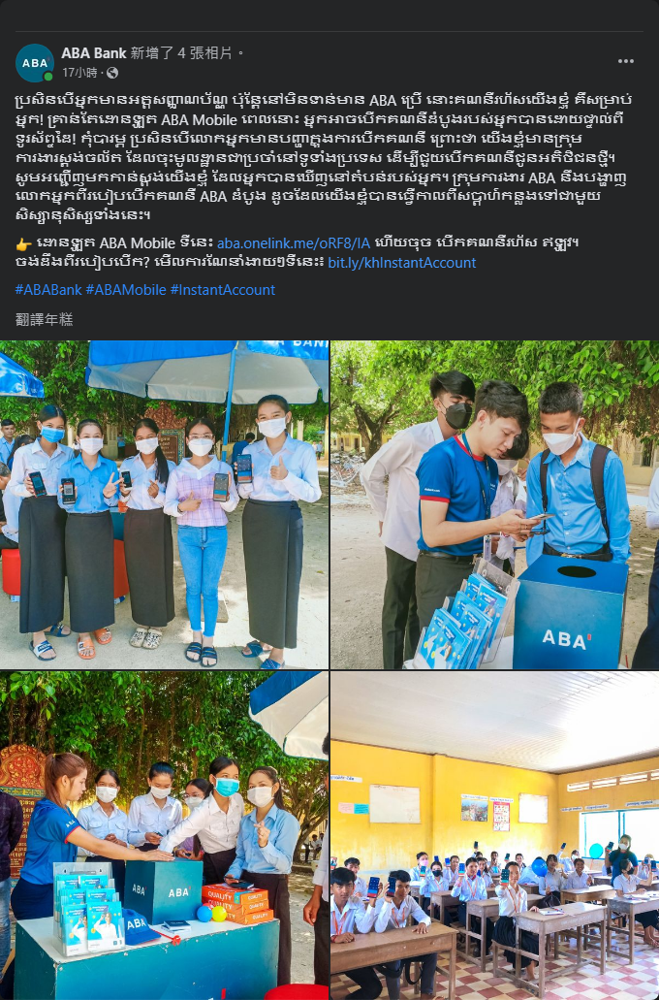 ABA Bank 新增了 4 張相片。
17小時
ប្រសិនបើអ្នកមានអត្តសញ្ញាណប័ណ្ណ ប៉ុន្តែនៅមិនទាន់មាន ABA ប្រើ នោះគណនីរហ័សយើងខ្ញុំ គឺសម្រាប់
អ្នក! គ្រាន់តែដោនឡូត ABA Mobile ពេលនោះ អ្នកអាចបើកគណនីដំបូងរបស់អ្នកបានដោយផ្ទាល់ពី
ទូរស័ព្ទដៃ! កុំបារម្ភ ប្រសិនបើលោកអ្នកមានបញ្ហាក្នុងការបើកគណនី ព្រោះថា យើងខ្ញុំមានក្រុម
ការងារស្តង់ចល័ត ដែលចុះមូលដ្ឋានជាប្រចាំនៅទូទាំងប្រទេស ដើម្បីជួយបើកគណនីជូនអតិថិជនថ្មី។
សូមអញ្ជើញមកកាន់ស្តង់យើងខ្ញុំ ដែលអ្នកបានឃើញនៅតំបន់របស់អ្នក។ ក្រុមការងារ ABA នឹងបង្ហាញ
លោកអ្នកពីរបៀបបើកគណនី ABA ដំបូង ដូចដែលយើងខ្ញុំបានធ្វើកាលពីសប្តាហ៍កន្លងទៅជាមួយ
សិស្សានុសិស្សទាំងនេះ។
👉 ដោនឡូត ABA Mobile ទីនេះ aba.onelink.me/oRF8/IA ហើយចុច បើកគណនីរហ័ស ឥឡូវ។
ចង់ដឹងពីរបៀបបើក? មើលការណែនាំងាយៗទីនេះ៖ bit.ly/khInstantAccount
#ABABank #ABAMobile #InstantAccount
翻譯年糕
ABA
BA BANK
ABA
ABA
ABA
QUALITY
QUALITY